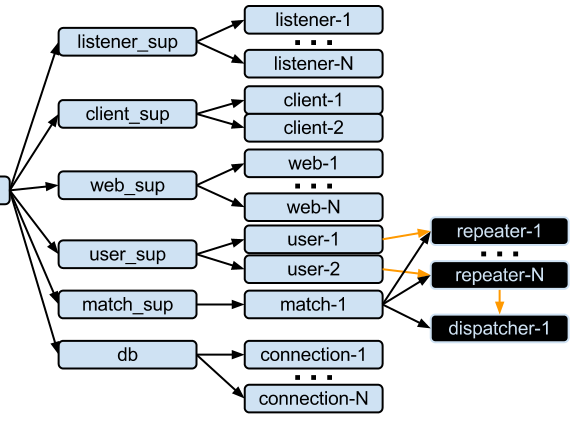 listener_sup
listener-1
...
listener-N
client_sup
client-1
client-2
web_sup
web-1
...
web-N
user_sup
user-1
user-2
match_sup
match-1
repeater-1
...
repeater-N
dispatcher-1
db
connection-1
...
connection-N